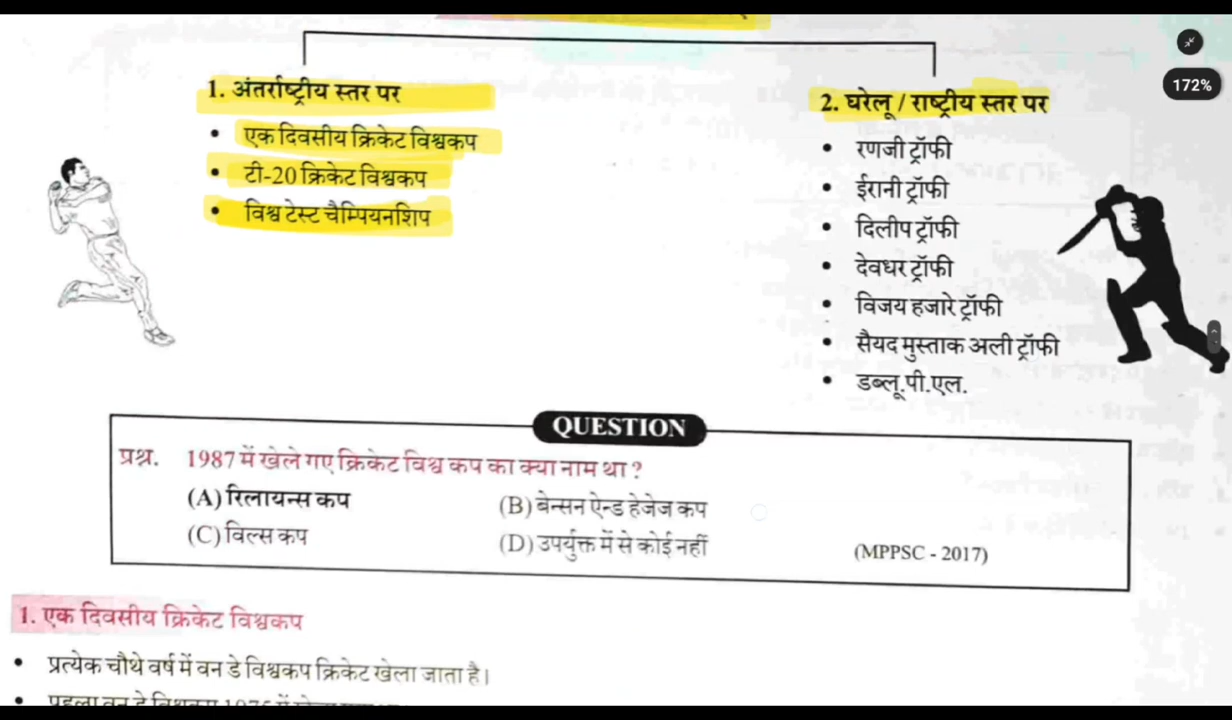 172%
1. अंतर्राष्ट्रीय स्तर पर
• एक दिवसीय क्रिकेट विश्वकप
• टी-20 क्रिकेट विश्वकप
• विश्व टेस्ट चैम्पियनशिप
2. घरेलू / राष्ट्रीय स्तर पर
• रणजी ट्रॉफी
• ईरानी ट्रॉफी
• दिलीप ट्रॉफी
• देवधर ट्रॉफी
• विजय हजारे ट्रॉफी
• सैयद मुस्ताक अली ट्रॉफी
• डब्लू.पी.एल.
QUESTION
प्रश्न. 1987 में खेले गए क्रिकेट विश्व कप का क्या नाम था ?
(A) रिलायन्स कप (B) बेन्सन ऐन्ड हेजेज कप
(C) विल्स कप (D) उपर्युक्त में से कोई नहीं (MPPSC - 2017)
1. एक दिवसीय क्रिकेट विश्वकप
• प्रत्येक चौथे वर्ष में वन डे विश्वकप क्रिकेट खेला जाता है।